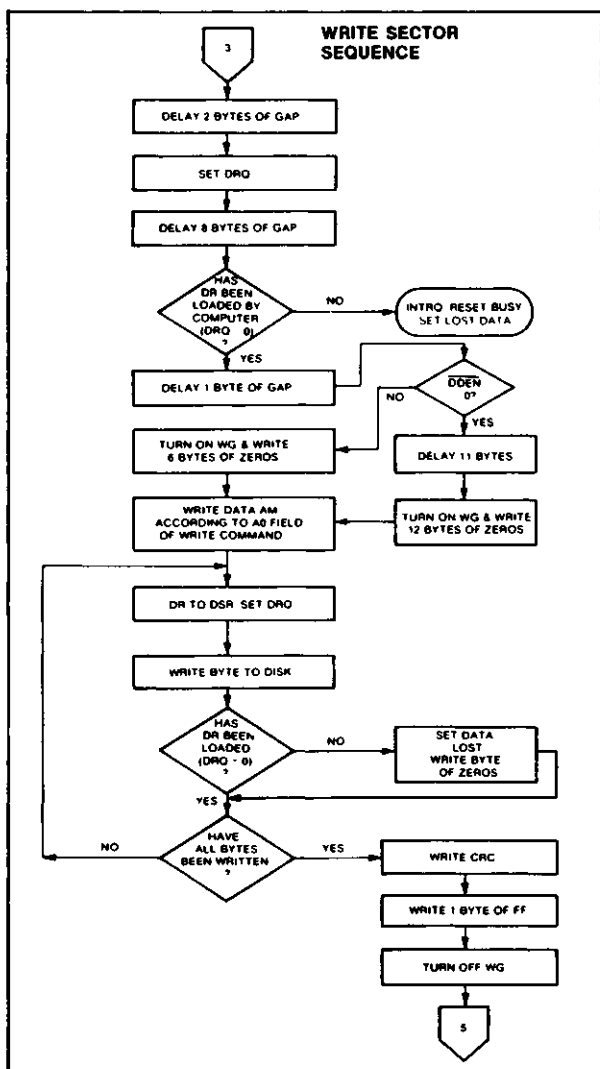 WRITE SECTOR
SEQUENCE
3
DELAY 2 BYTES OF GAP
SET DRQ
DELAY 8 BYTES OF GAP
HAS
DR BEEN
LOADED BY
COMPUTER
(DRQ 0)
?
NO
INTRQ RESET BUSY
SET LOST DATA
YES
DELAY 1 BYTE OF GAP
DDEN
0?
NO
YES
TURN ON WG & WRITE
6 BYTES OF ZEROS
DELAY 11 BYTES
WRITE DATA AM
ACCORDING TO A0 FIELD
OF WRITE COMMAND
TURN ON WG & WRITE
12 BYTES OF ZEROS
DR TO DSR SET DRQ
WRITE BYTE TO DISK
HAS
DR BEEN
LOADED
(DRQ - 0)
?
NO
SET DATA
LOST
WRITE BYTE
OF ZEROS
YES
HAVE
ALL BYTES
BEEN WRITTEN
?
NO
YES
WRITE CRC
WRITE 1 BYTE OF FF
TURN OFF WG
5